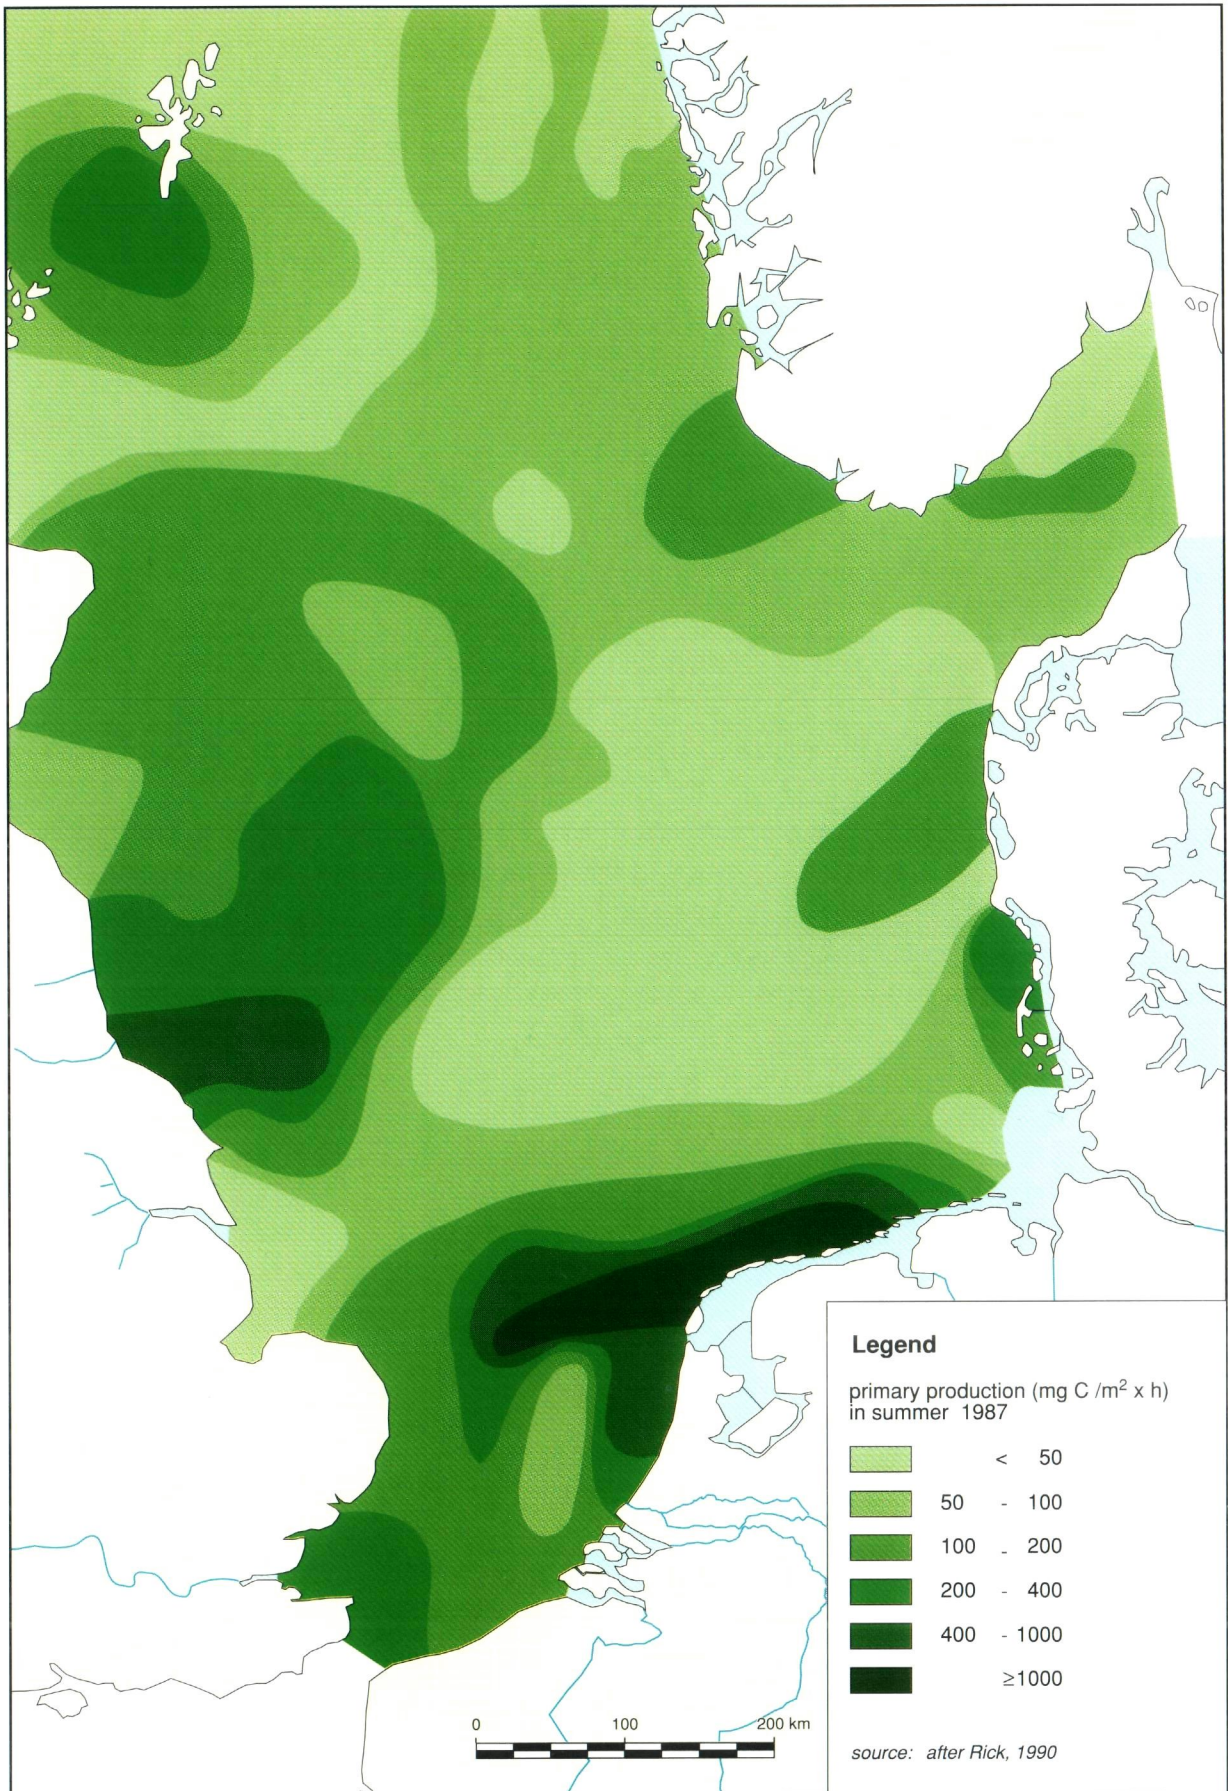 Legend
primary production (mg C /m² x h)
in summer 1987
< 50
50 - 100
100 - 200
200 - 400
400 - 1000
≥1000
0 100 200 km
source: after Rick, 1990